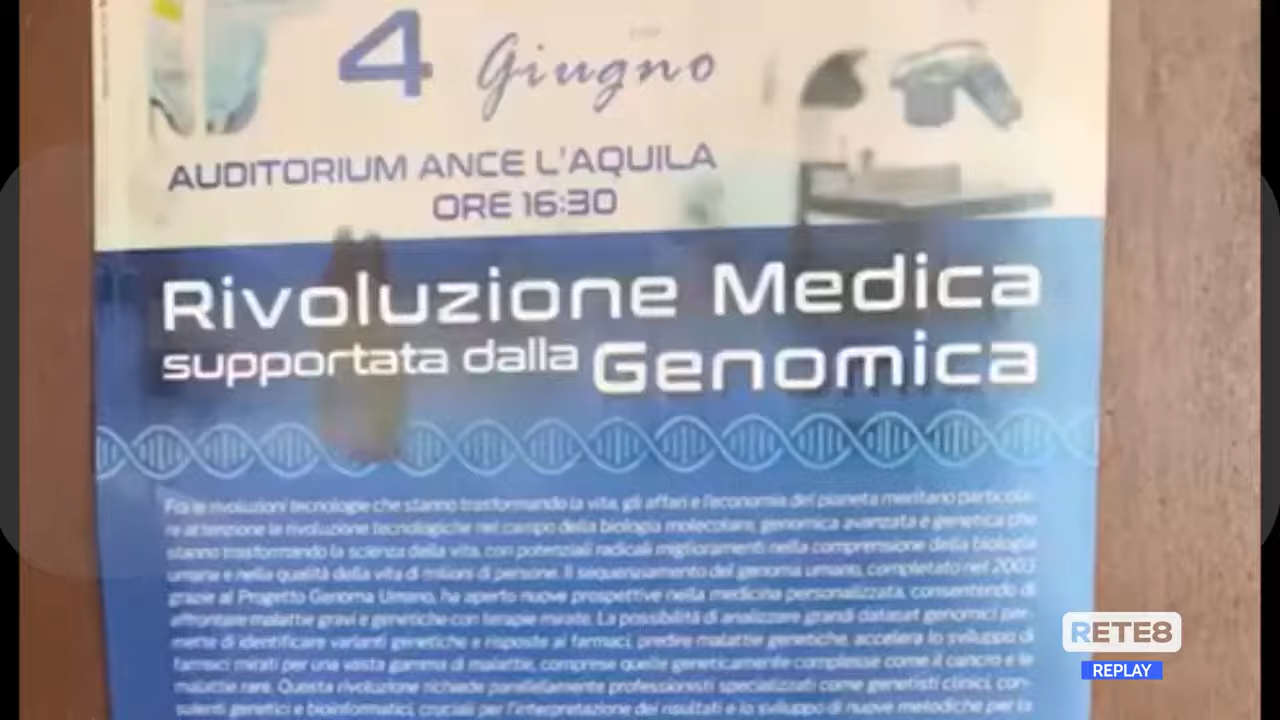 4 Giugno
AUDITORIUM ANCE L'AQUILA
ORE 16:30
Rivoluzione Medica
supportata dalla Genomica
Fra le rivoluzioni tecnologie che stanno trasformando la vita, gli affari e l'economia del pianeta meritano particola-
re attenzione le rivoluzione tecnologiche nel campo della biologia molecolare, genomica avanzata e genetica che
stanno trasformando la scienza della vita, con potenziali radicali miglioramenti nella comprensione della biologia
umana e nella qualità della vita di milioni di persone. Il sequenziamento del genoma umano, completato nel 2003
grazie al Progetto Genoma Umano, ha aperto nuove prospettive nella medicina personalizzata, consentendo di
affrontare malattie gravi e genetiche con terapie mirate. La possibilità di analizzare grandi dataset genomici per-
mette di identificare varianti genetiche e risposte ai farmaci, predire malattie genetiche, accelera lo sviluppo di
farmaci mirati per una vasta gamma di malattie, comprese quelle geneticamente complesse come il cancro e le
malattie rare. Questa rivoluzione richiede parallelamente professionisti specializzati come genetisti clinici, con-
sulenti genetici e bioinformatici, cruciali per l'interpretazione dei risultati e lo sviluppo di nuove metodiche per la
RETE8
REPLAY